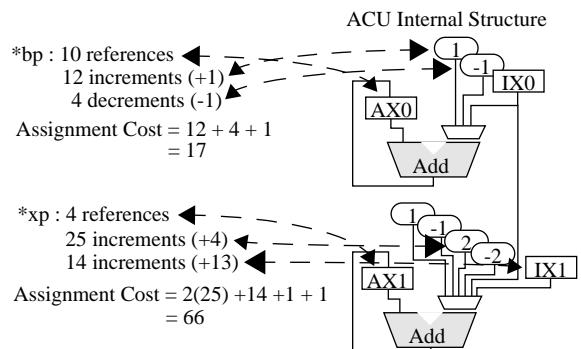 ACU Internal Structure
*bp : 10 references
12 increments (+1)
4 decrements (-1)
Assignment Cost = 12 + 4 + 1
= 17
1
-1
IX0
AX0
Add
*xp : 4 references
25 increments (+4)
14 increments (+13)
Assignment Cost = 2(25) +14 +1 + 1
= 66
1
-1
2
-2
IX1
AX1
Add